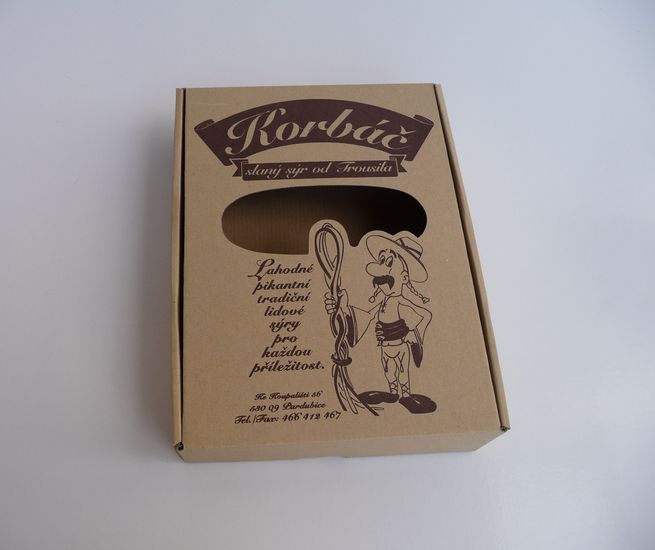 Korbáč
slaný sýr od Trousila
Lahodné
pikantní
tradiční
lidové
sýry
pro
každou
příležitost.
Ke Koupališti 56
530 09 Pardubice
Tel./Fax: 466 412 467